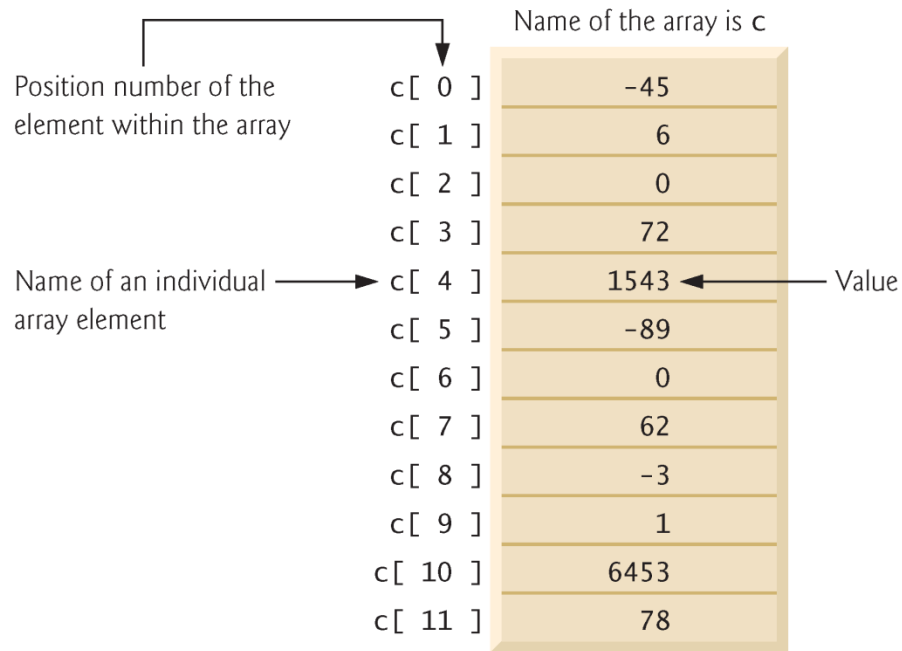 Name of the array is c
Position number of the
element within the array
c[ 0 ] -45
c[ 1 ] 6
c[ 2 ] 0
c[ 3 ] 72
Name of an individual
array element
c[ 4 ] 1543
Value
c[ 5 ] -89
c[ 6 ] 0
c[ 7 ] 62
c[ 8 ] -3
c[ 9 ] 1
c[ 10 ] 6453
c[ 11 ] 78